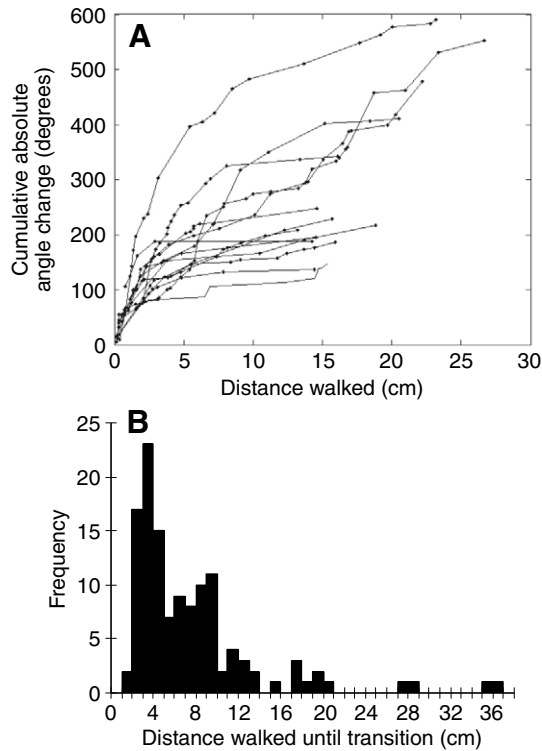 A
600
500
400
300
200
100
0
Cumulative absolute
angle change (degrees)
0 5 10 15 20 25 30
Distance walked (cm)
B
25
20
15
10
5
0
Frequency
0 4 8 12 16 20 24 28 32 36
Distance walked until transition (cm)